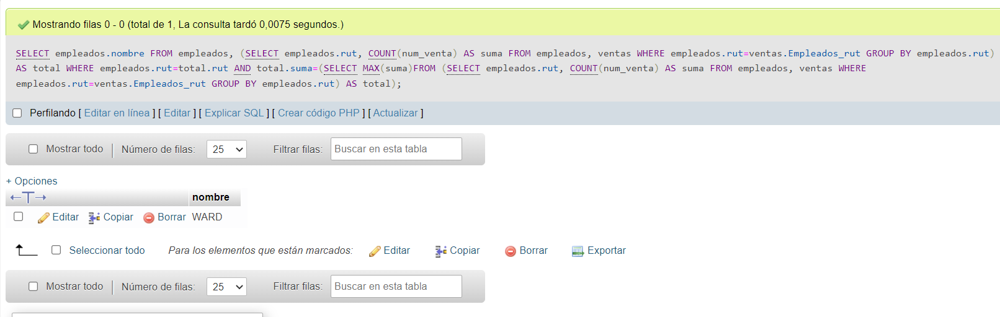 Mostrando filas 0 - 0 (total de 1, La consulta tardó 0,0075 segundos.)
SELECT empleados.nombre FROM empleados, (SELECT empleados.rut, COUNT(num_venta) AS suma FROM empleados, ventas WHERE empleados.rut=ventas.Empleados_rut GROUP BY empleados.rut)
AS total WHERE empleados.rut=total.rut AND total.suma=(SELECT MAX(suma)FROM (SELECT empleados.rut, COUNT(num_venta) AS suma FROM empleados, ventas WHERE
empleados.rut=ventas.Empleados_rut GROUP BY empleados.rut) AS total);
Perfilando [ Editar en línea ] [ Editar ] [ Explicar SQL ] [ Crear código PHP ] [ Actualizar ]
Mostrar todo Número de filas: 25 Filtrar filas: Buscar en esta tabla
+ Opciones
←T→ nombre
Editar Copiar Borrar WARD
Seleccionar todo Para los elementos que están marcados: Editar Copiar Borrar Exportar
Mostrar todo Número de filas: 25 Filtrar filas: Buscar en esta tabla